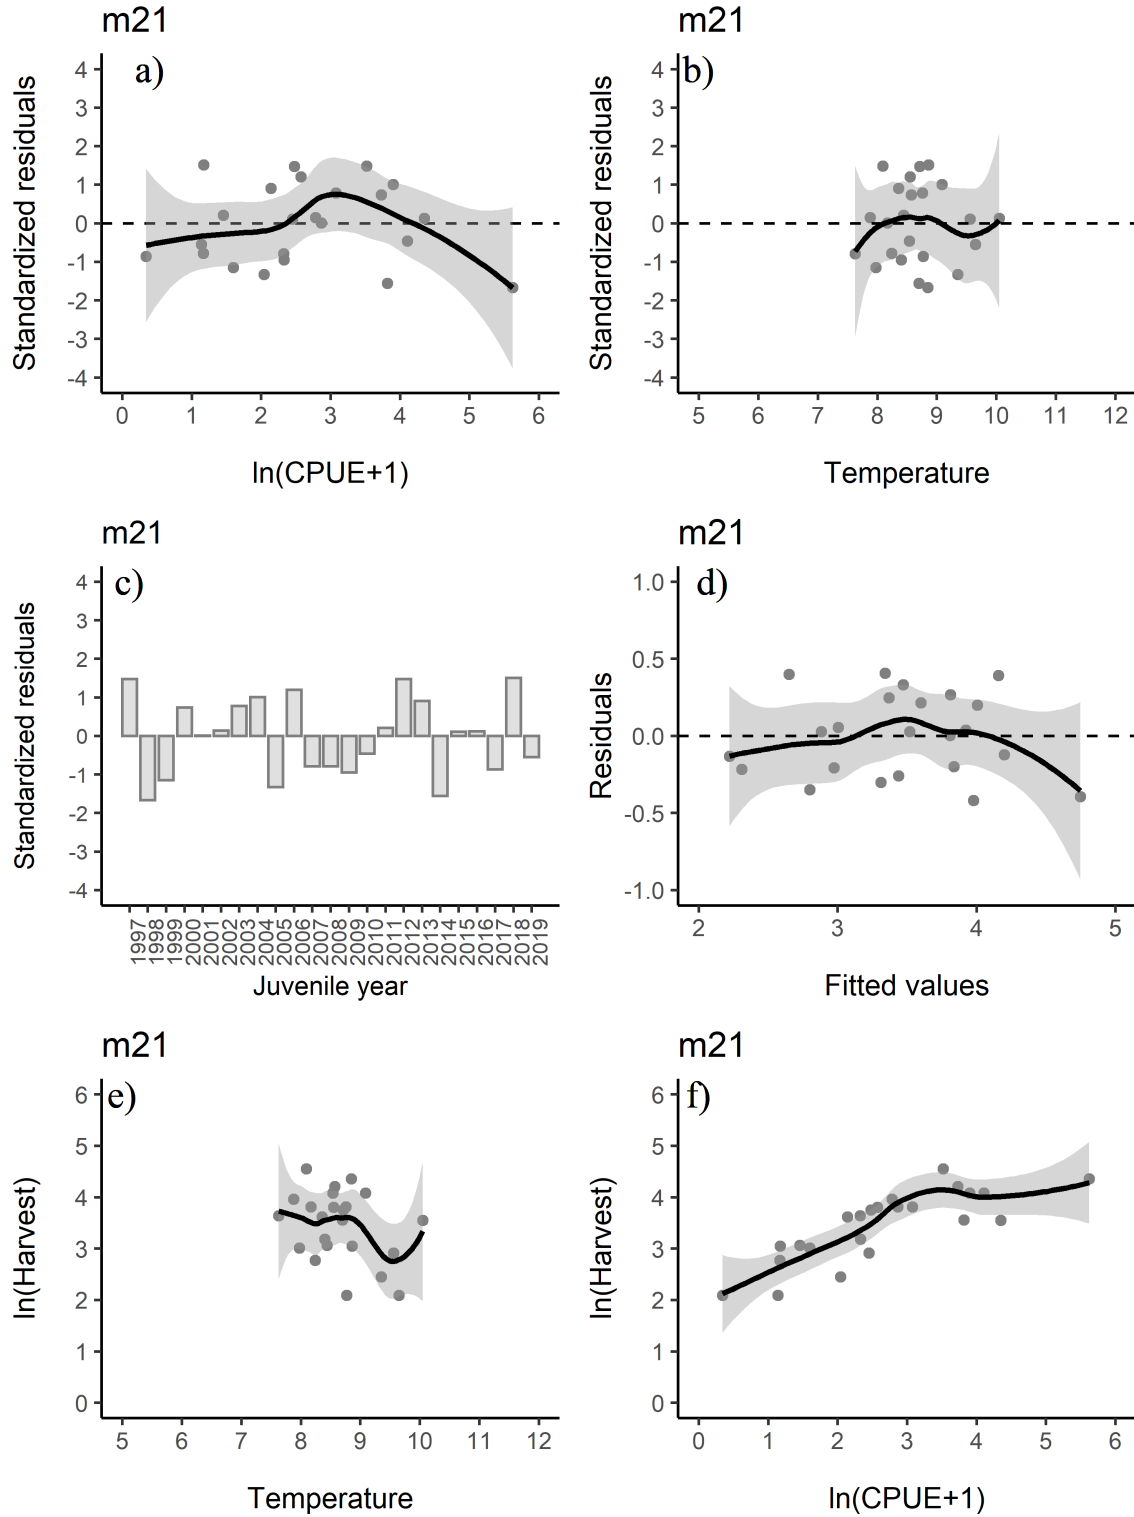 m21
a)
Standardized residuals
4
3
2
1
0
-1
-2
-3
-4
0 1 2 3 4 5 6
ln(CPUE+1)
m21
b)
Standardized residuals
4
3
2
1
0
-1
-2
-3
-4
5 6 7 8 9 10 11 12
Temperature
m21
c)
Standardized residuals
4
3
2
1
0
-1
-2
-3
-4
1997 1998 1999 2000 2001 2002 2003 2004 2005 2006 2007 2008 2009 2010 2011 2012 2013 2014 2015 2016 2017 2018 2019
Juvenile year
m21
d)
Residuals
1.0
0.5
0.0
-0.5
-1.0
2 3 4 5
Fitted values
m21
e)
ln(Harvest)
6
5
4
3
2
1
0
5 6 7 8 9 10 11 12
Temperature
m21
f)
ln(Harvest)
6
5
4
3
2
1
0
0 1 2 3 4 5 6
ln(CPUE+1)